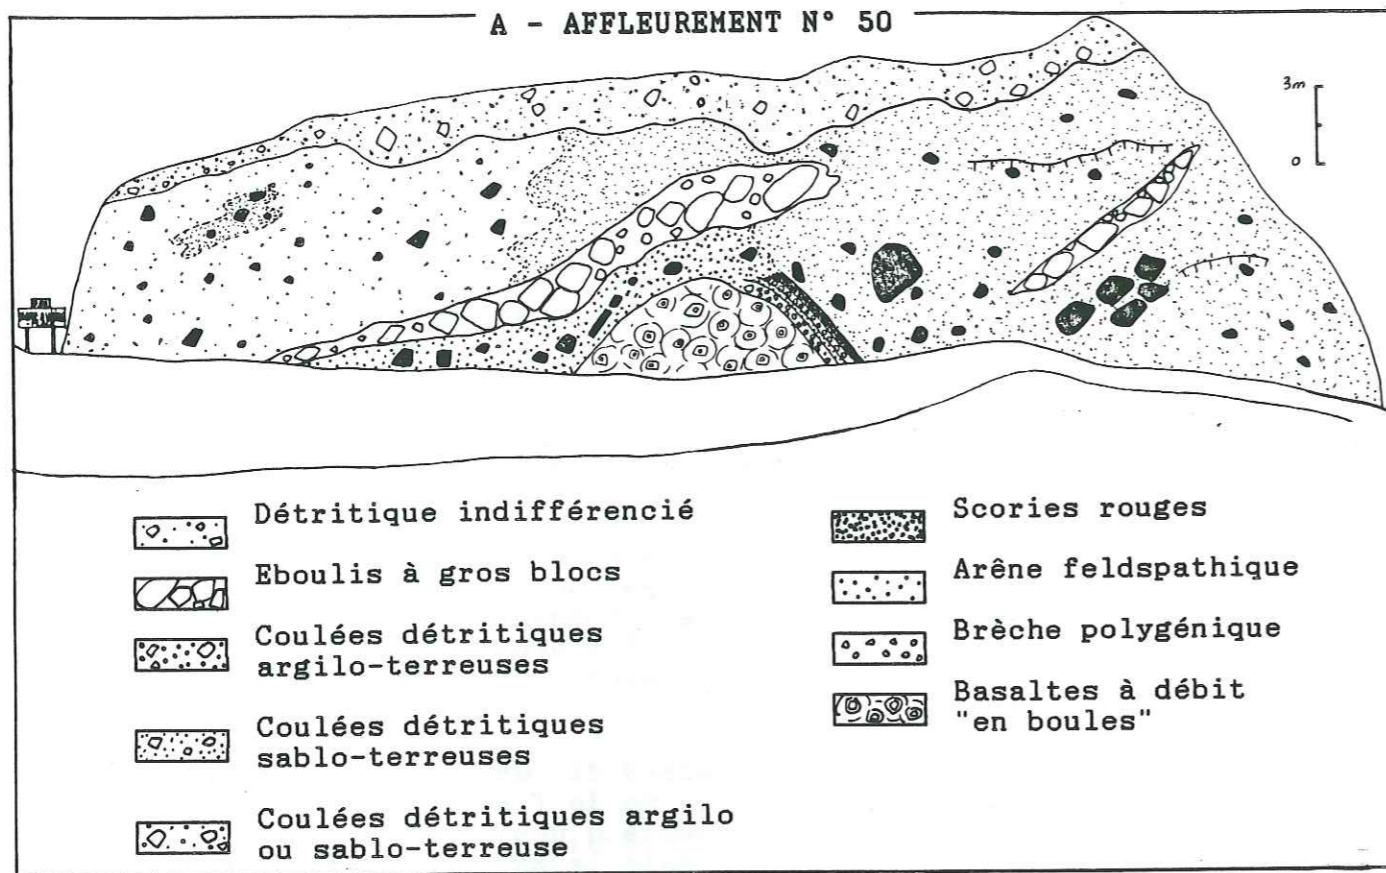 A - AFFLEUREMENT N° 50
3m
0
Détritique indifférencié
Eboulis à gros blocs
Coulées détritiques
argilo-terreuses
Coulées détritiques
sablo-terreuses
Coulées détritiques argilo
ou sablo-terreuse
Scories rouges
Arêne feldspathique
Brèche polygénique
Basaltes à débit
"en boules"